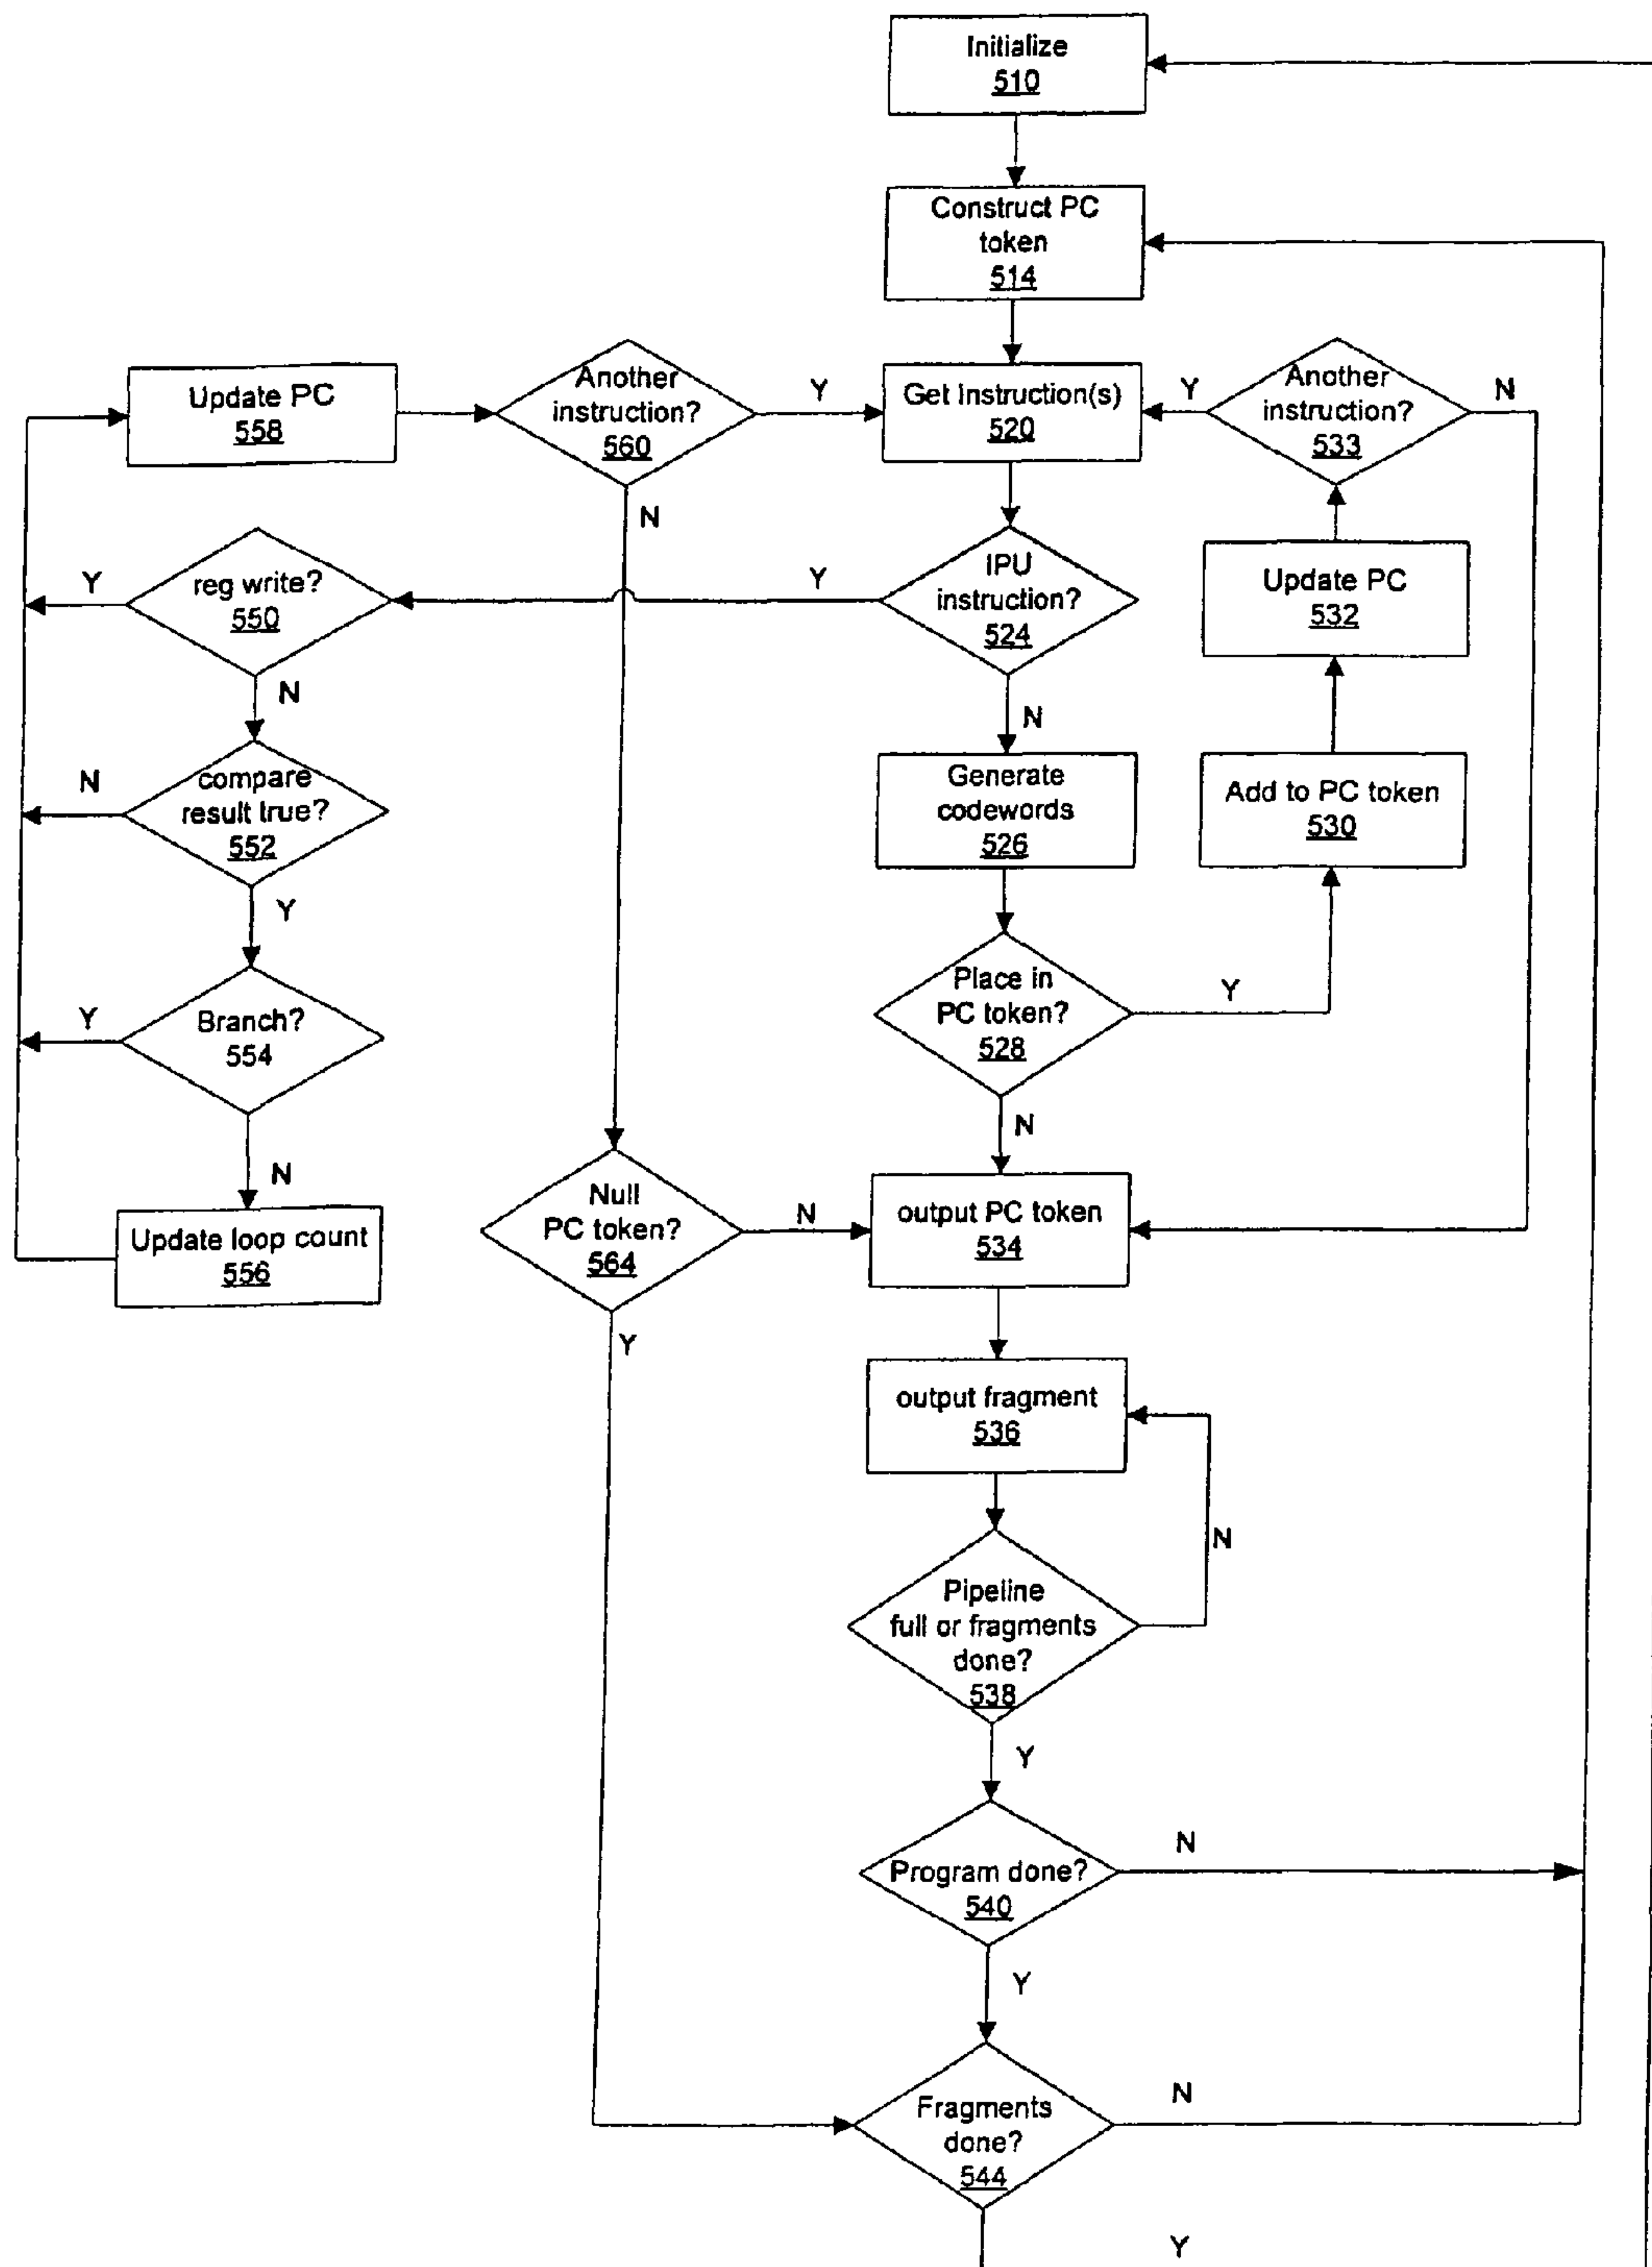 Initialize
510
Construct PC
token
514
Update PC
558
Another
instruction?
560
Y
Get Instruction(s)
520
Y
Another
instruction?
533
N
N
reg write?
550
Y
Y
IPU
instruction?
524
Update PC
532
N
N
compare
result true?
552
N
Generate
codewords
526
Add to PC token
530
Y
Branch?
554
Y
Place in
PC token?
528
Y
N
N
Update loop count
556
Null
PC token?
564
N
output PC token
534
Y
output fragment
536
N
Pipeline
full or fragments
done?
538
Y
Program done?
540
N
Y
Fragments
done?
544
N
Y